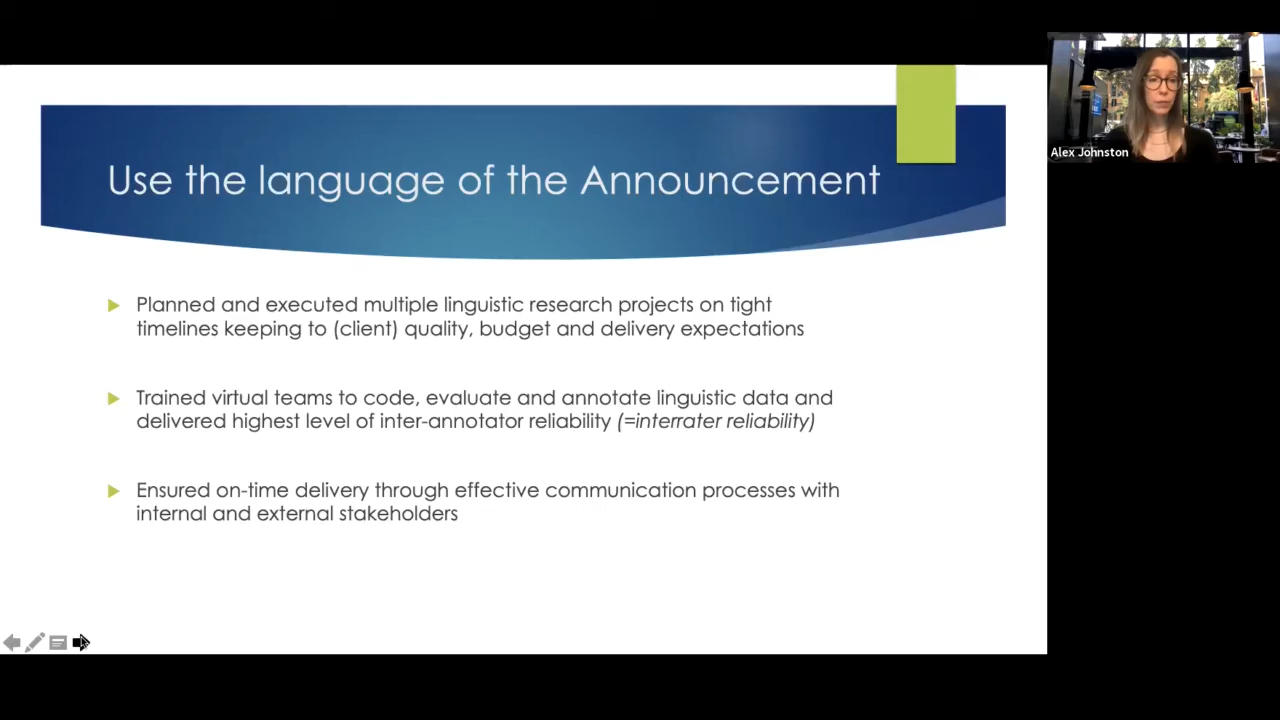 Use the language of the Announcement
Planned and executed multiple linguistic research projects on tight
timelines keeping to (client) quality, budget and delivery expectations
Trained virtual teams to code, evaluate and annotate linguistic data and
delivered highest level of inter-annotator reliability (=interrater reliability)
Ensured on-time delivery through effective communication processes with
internal and external stakeholders
Alex Johnston